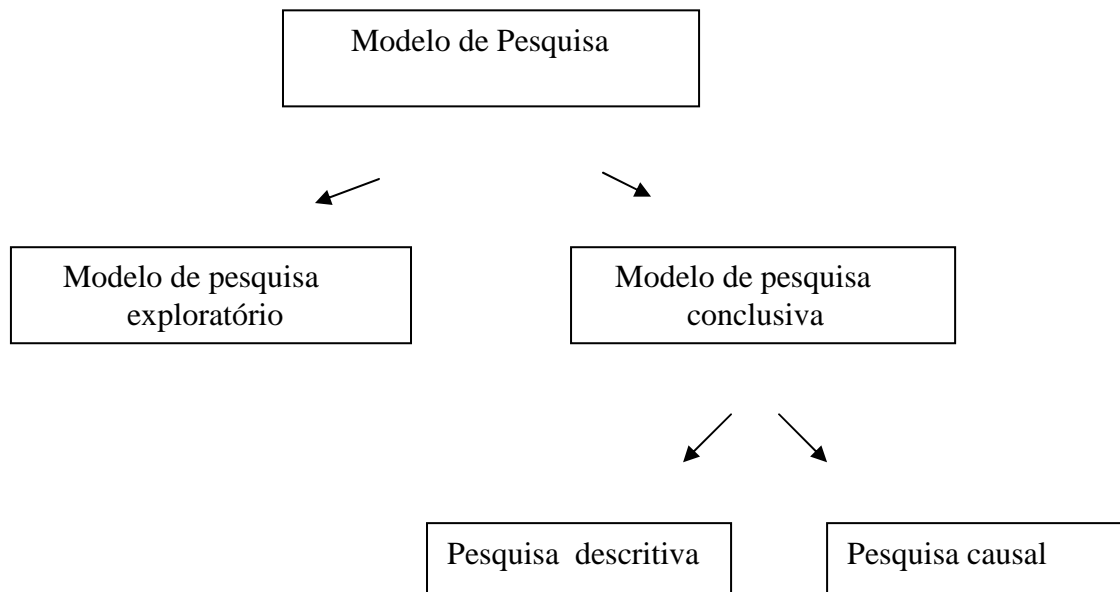 Modelo de Pesquisa
Modelo de pesquisa
exploratório
Modelo de pesquisa
conclusiva
Pesquisa descritiva
Pesquisa causal